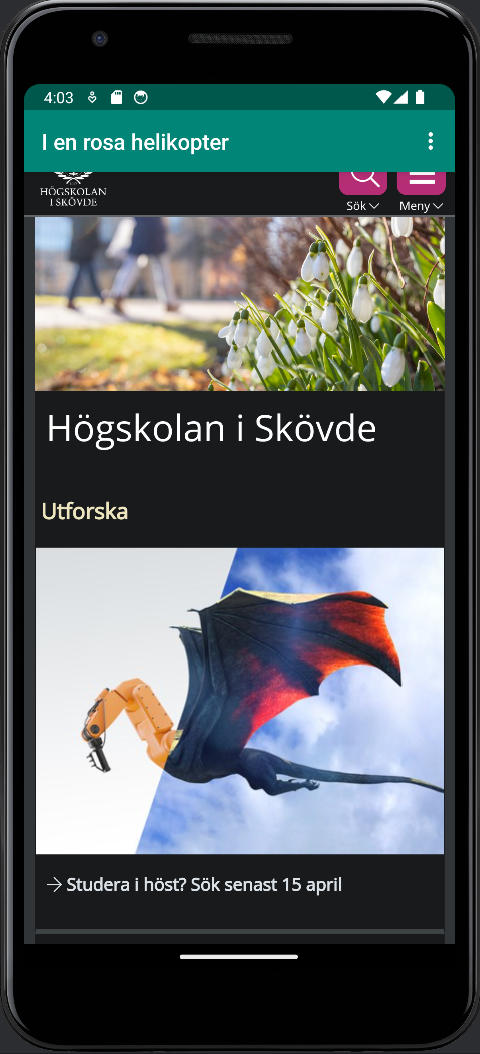 4:03
I en rosa helikopter
HÖGSKOLAN
I SKÖVDE
Sök
Meny
Högskolan i Skövde
Utforska
→ Studera i höst? Sök senast 15 april